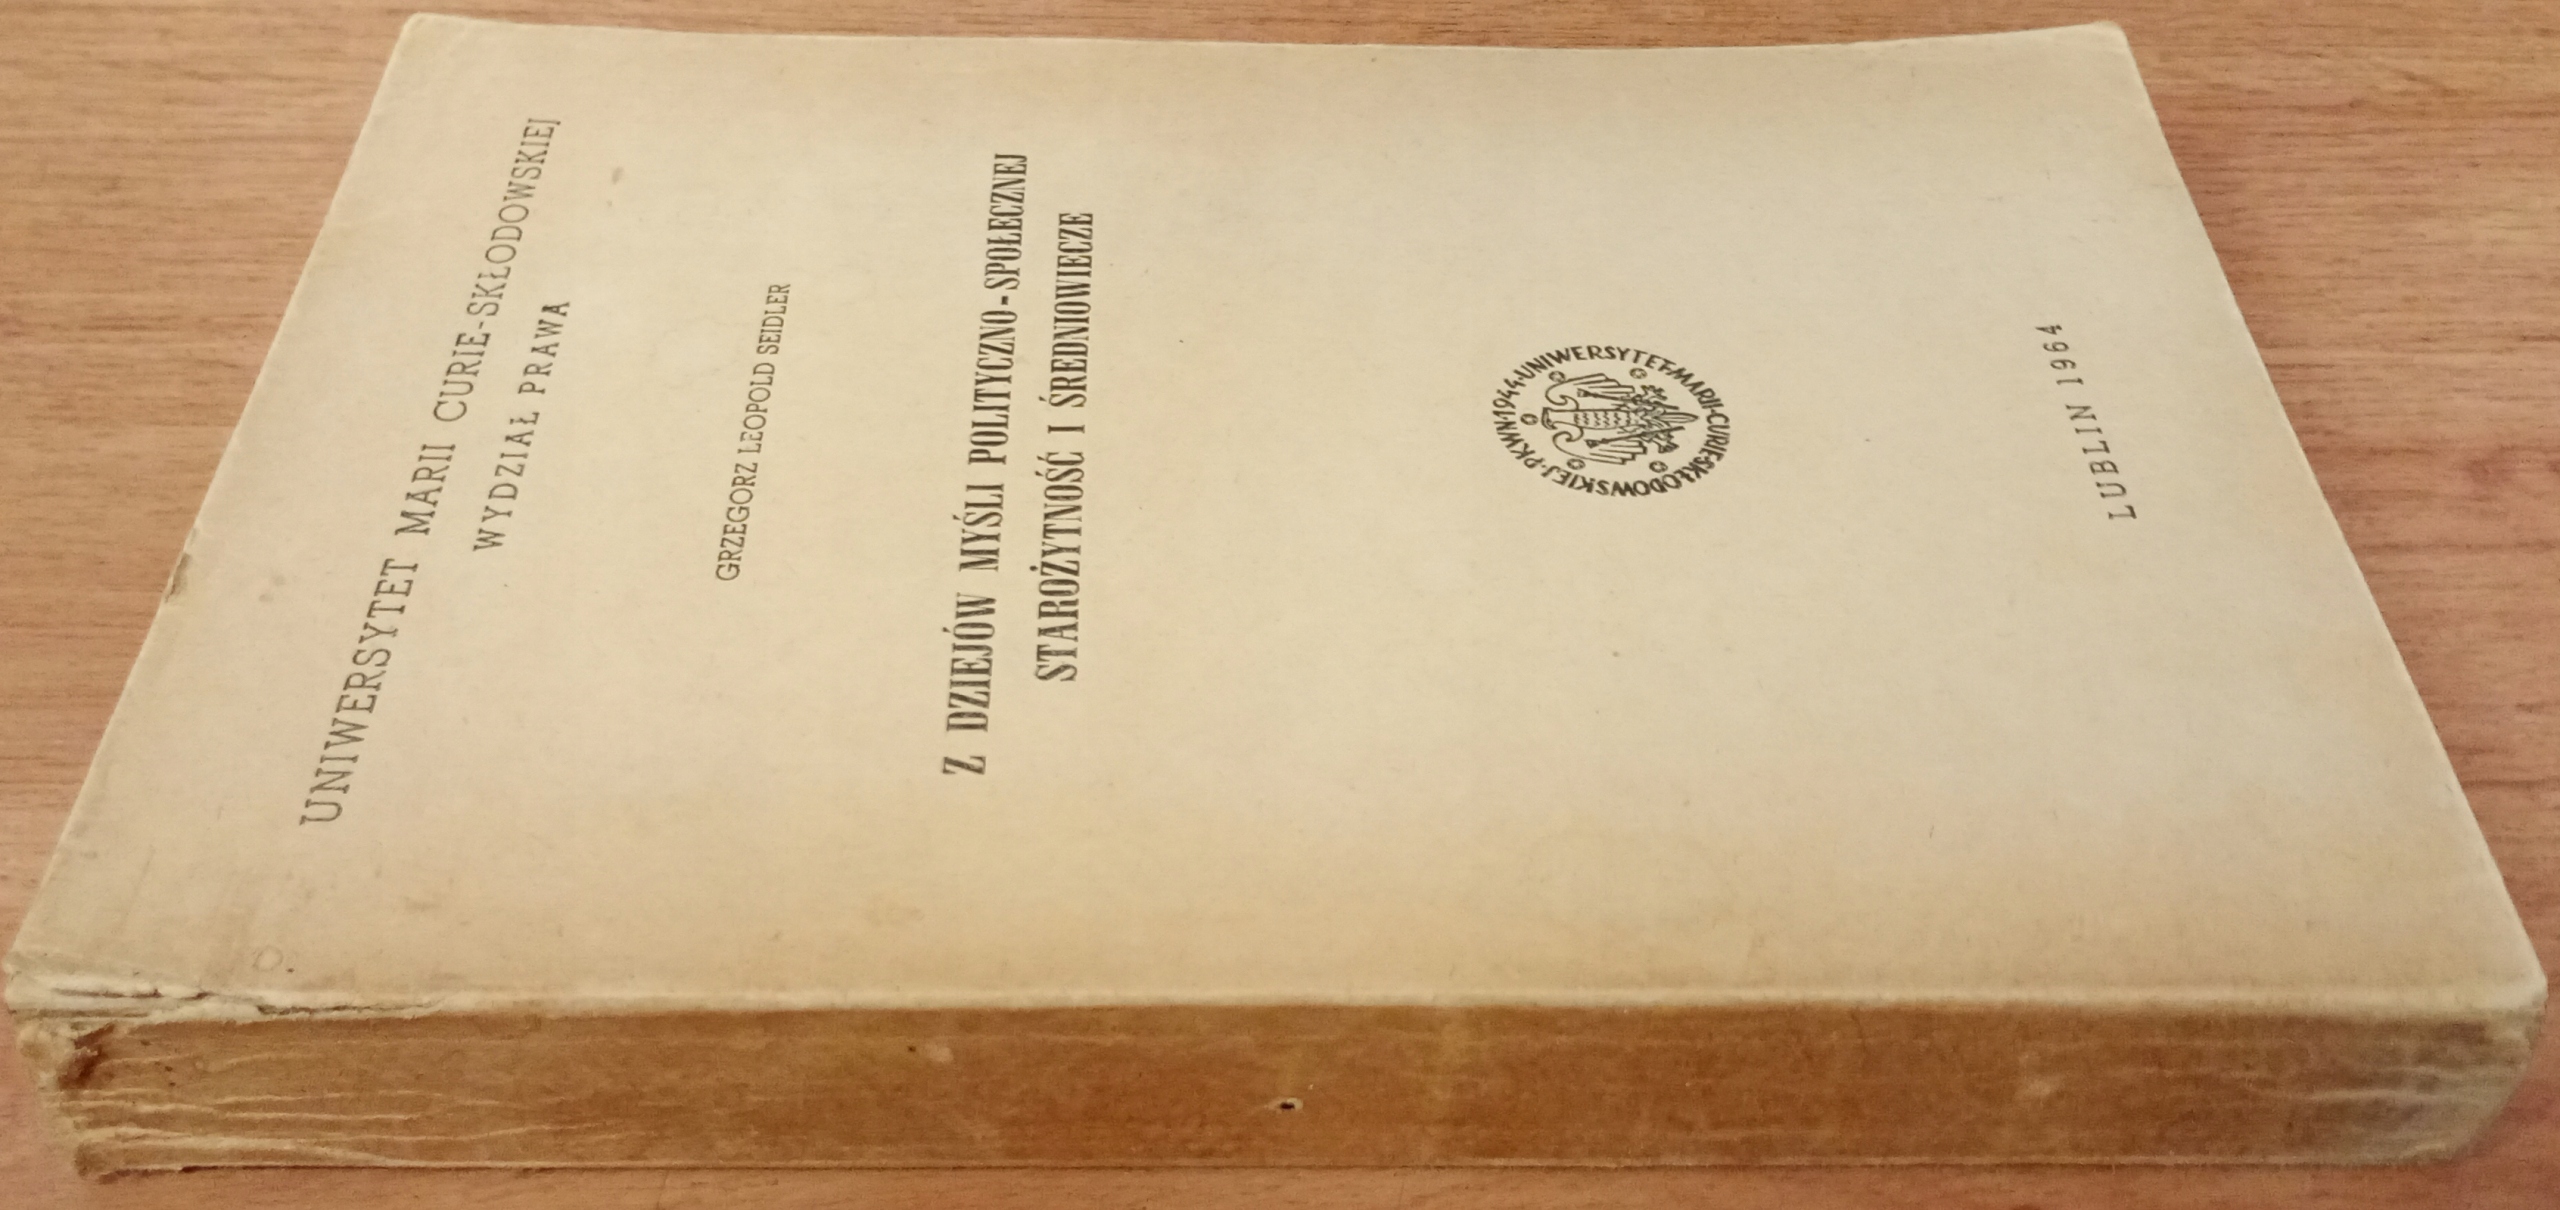 UNIWERSYTET MARII CURIE-SKŁODOWSKIEJ
WYDZIAŁ PRAWA
GRZEGORZ LEOPOLD SEIDLER
Z DZIEJÓW MYŚLI POLITYCZNO-SPOŁECZNEJ
STAROŻYTNOŚĆ I ŚREDNIOWIECZE
UNIWERSYTET·MARII·CURIE·SKŁODOWSKIEJ·PKWN·1944·
LUBLIN 1964